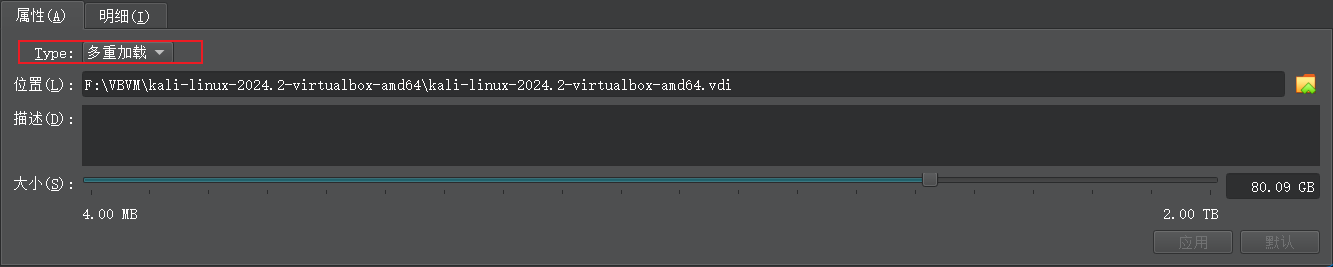 属性(A) 明细(I)
Type: 多重加载
位置(L): F:\VBVM\kali-linux-2024.2-virtualbox-amd64\kali-linux-2024.2-virtualbox-amd64.vdi
描述(D):
大小(S): 80.09 GB
4.00 MB 2.00 TB
应用 默认